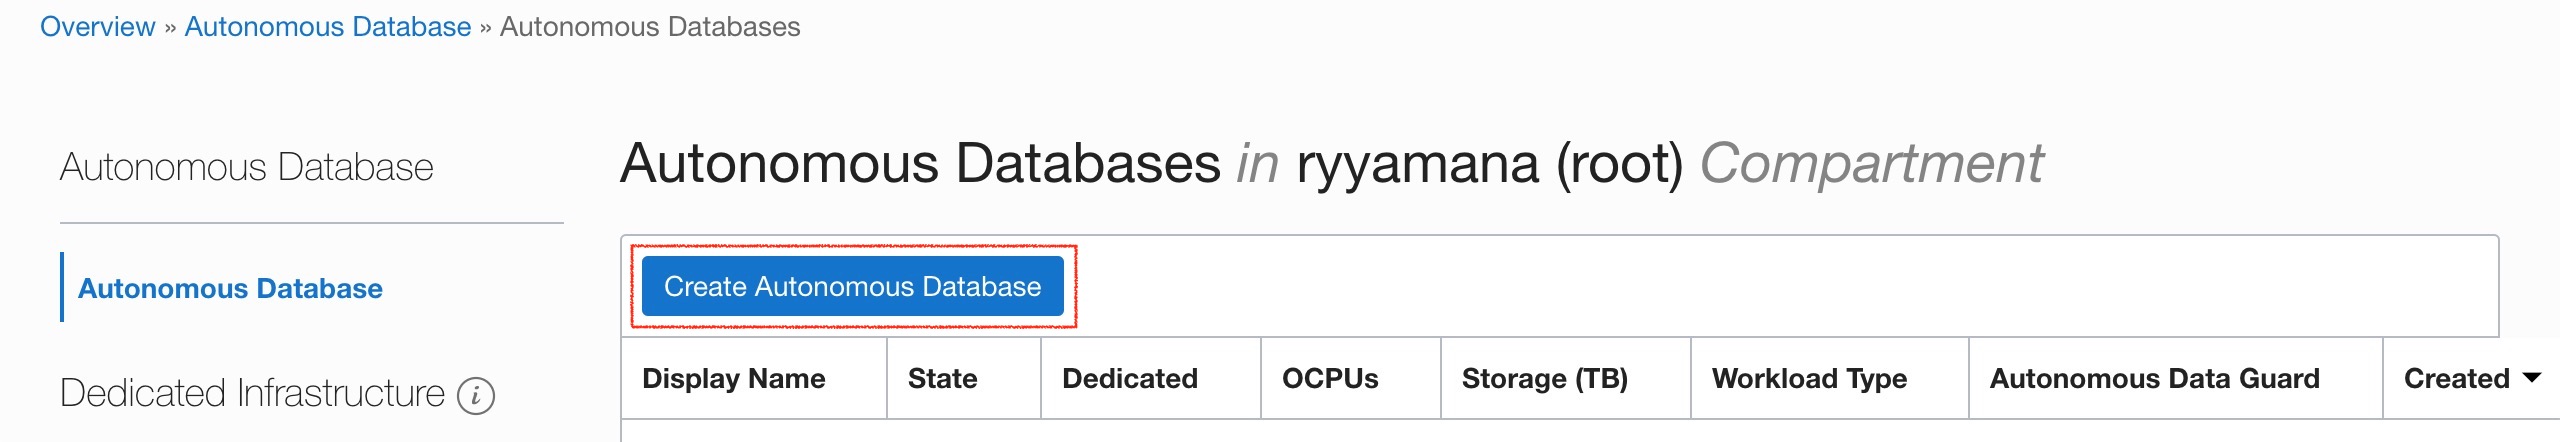 Overview » Autonomous Database » Autonomous Databases
Autonomous Database
Autonomous Database
Dedicated Infrastructure i
Autonomous Databases in ryyamana (root) Compartment
Create Autonomous Database
Display Name State Dedicated OCPUs Storage (TB) Workload Type Autonomous Data Guard Created